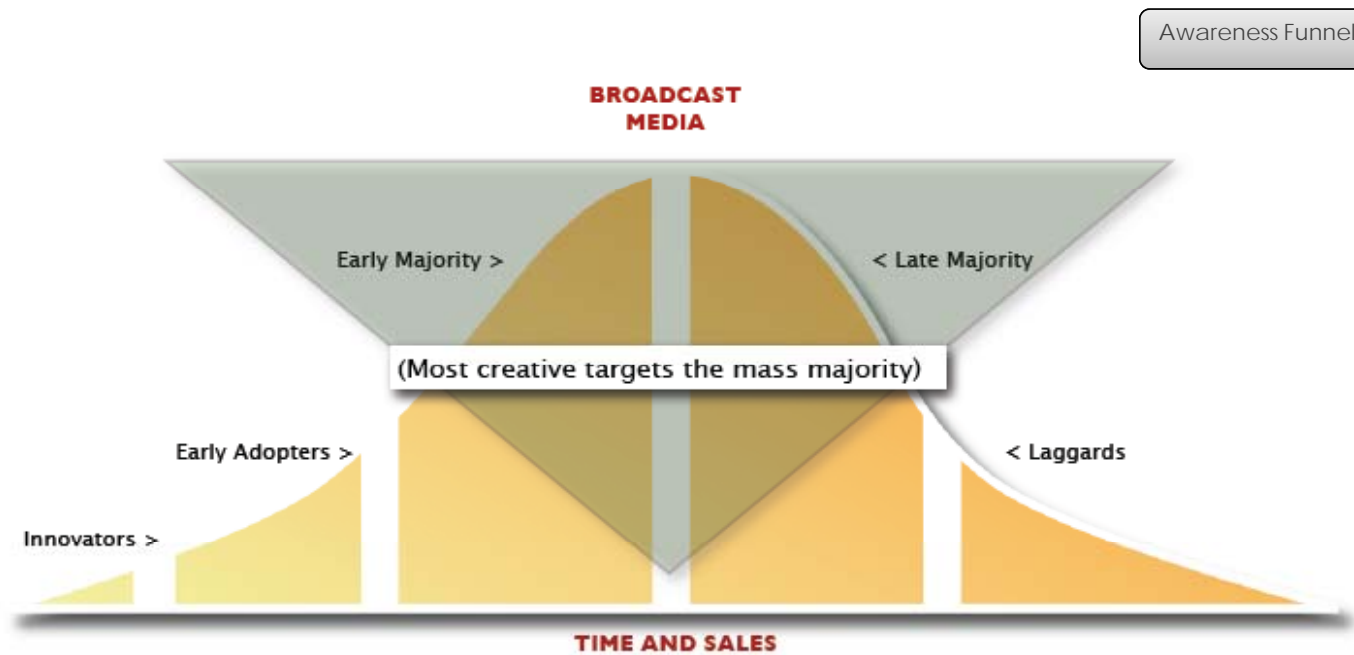 Awareness Funnel
BROADCAST
MEDIA
Early Majority >
< Late Majority
(Most creative targets the mass majority)
Early Adopters >
< Laggards
Innovators >
TIME AND SALES